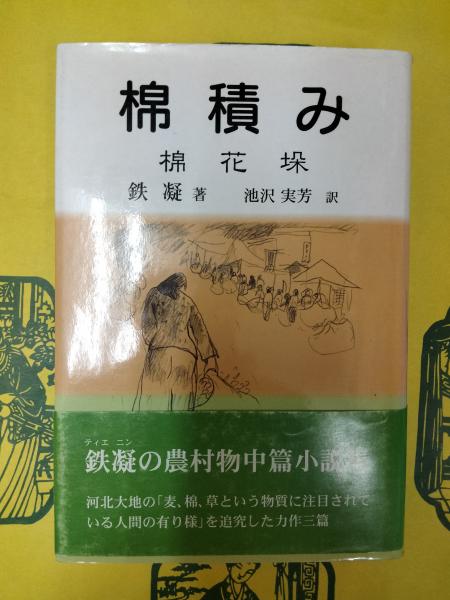 棉積み
棉花垛
鉄凝 著 池沢実芳 訳
ティエ ニン
鉄凝の農村物中篇小説集
河北大地の「麦、棉、草という物質に注目されて
いる人間の有り様」を追究した力作三篇